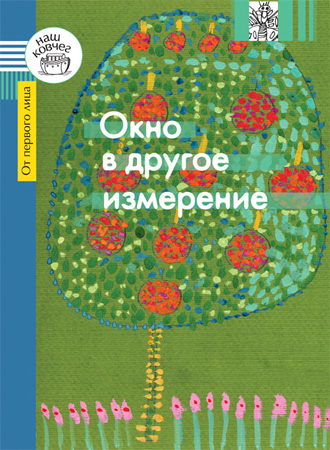 наш
ковчег
От первого лица
Окно
в другое
измерение